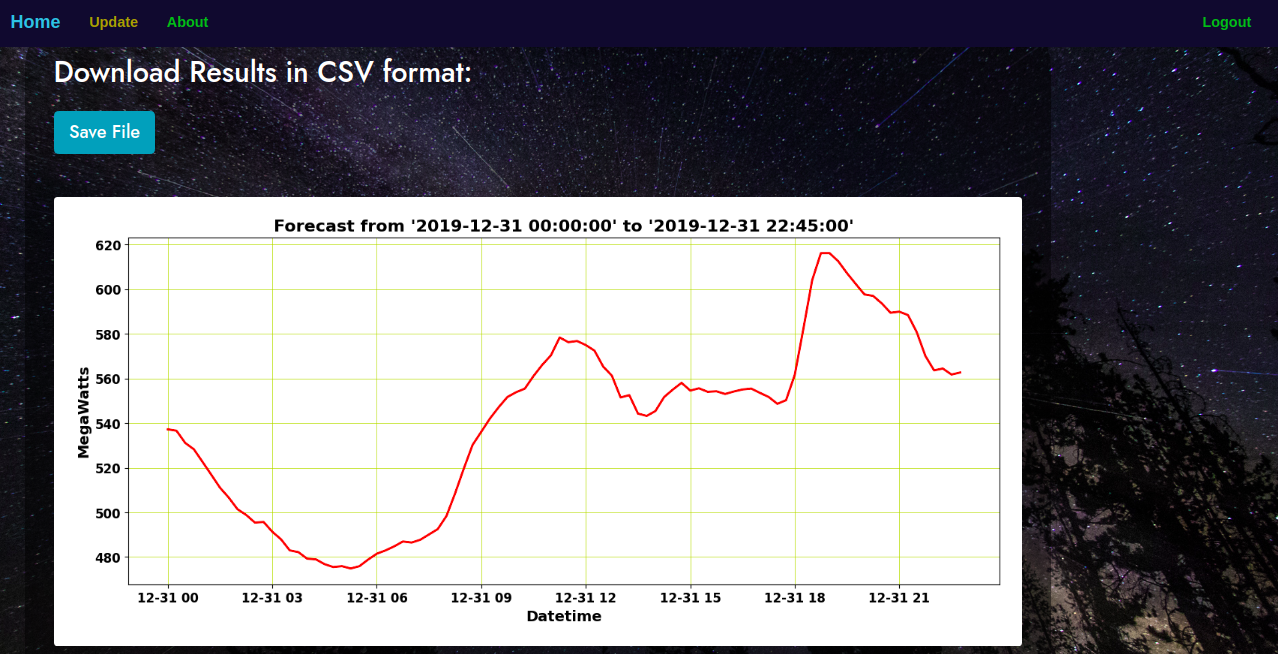 Home Update About Logout
Download Results in CSV format:
Save File
Forecast from '2019-12-31 00:00:00' to '2019-12-31 22:45:00'
620
600
580
560
540
520
500
480
MegaWatts
12-31 00 12-31 03 12-31 06 12-31 09 12-31 12 12-31 15 12-31 18 12-31 21
Datetime